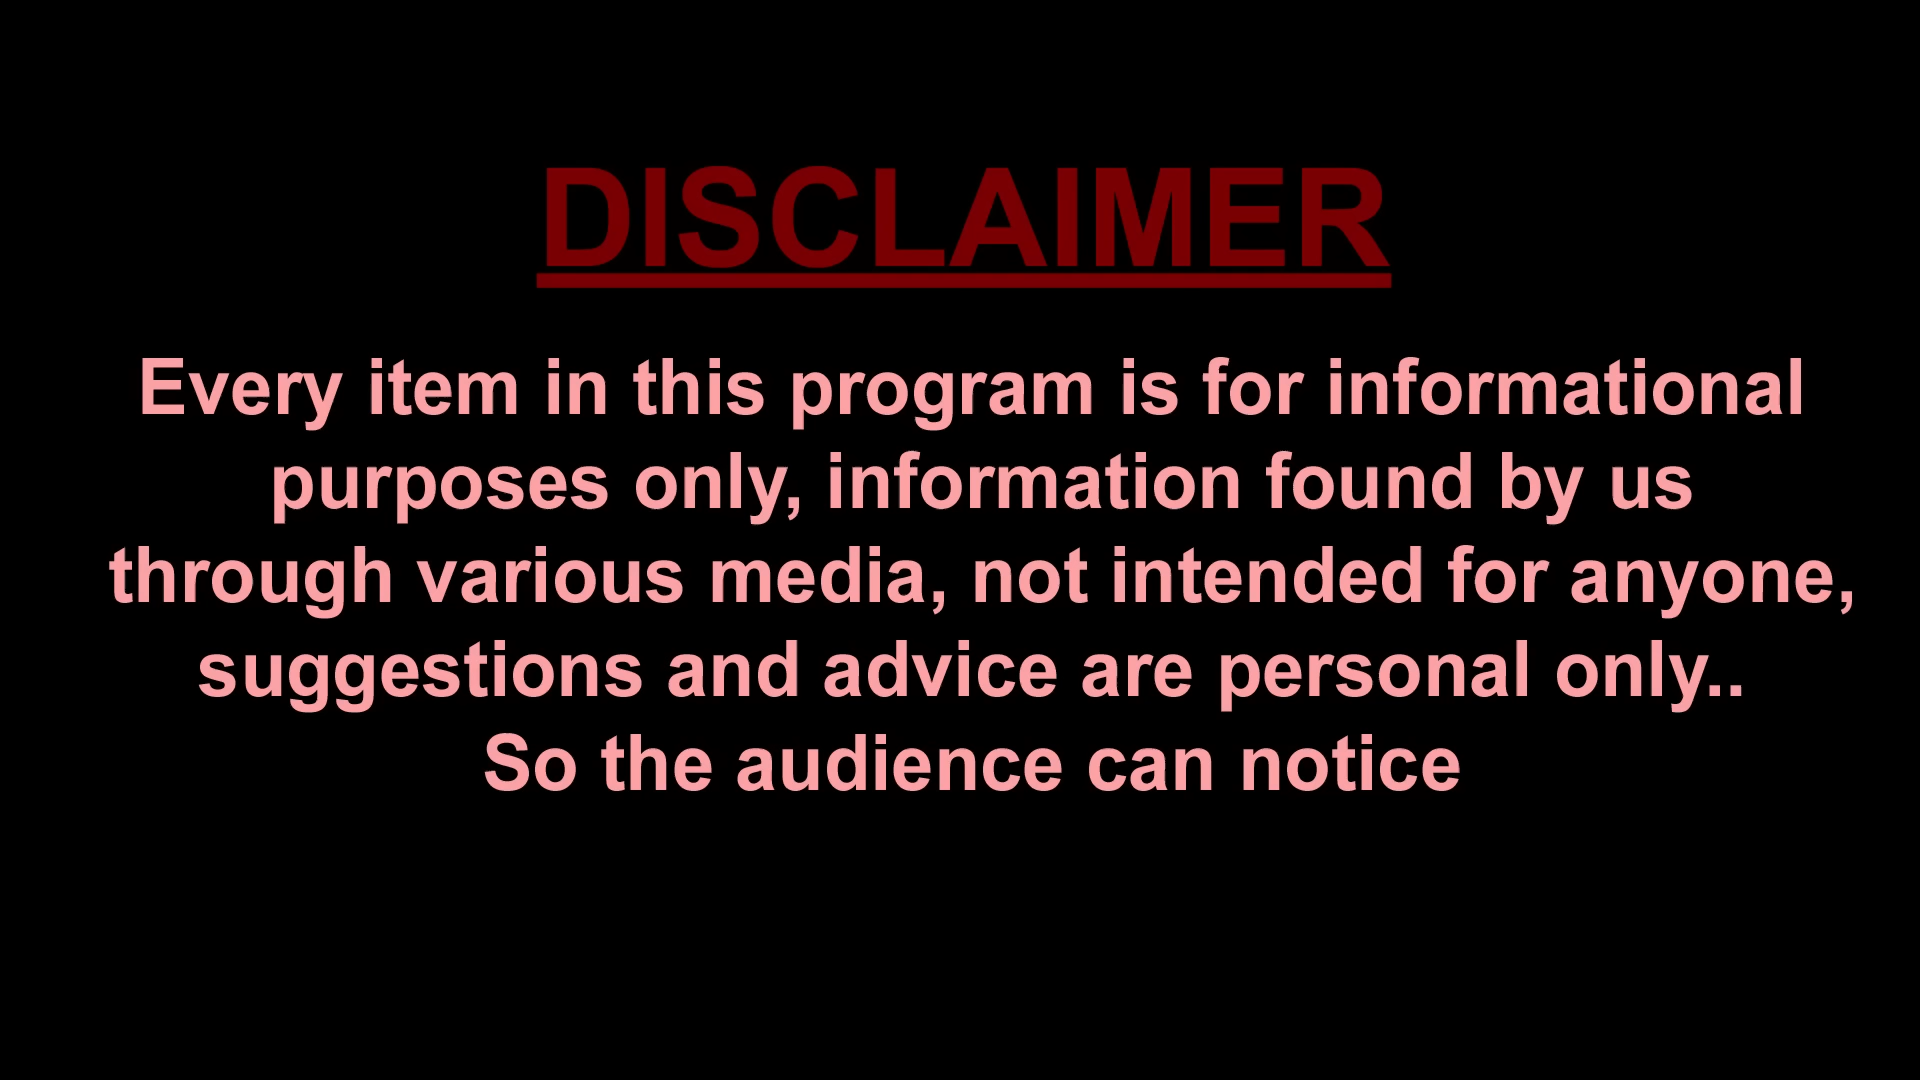 DISCLAIMER
Every item in this program is for informational
purposes only, information found by us
through various media, not intended for anyone,
suggestions and advice are personal only..
So the audience can notice